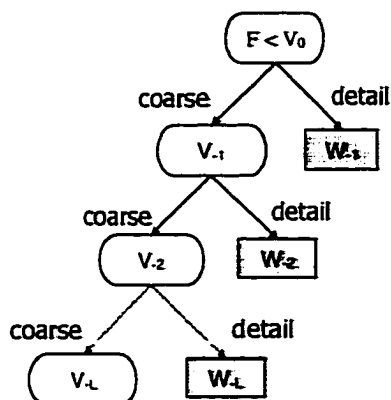 F < V₀
coarse detail
V₋₁ W₋₁
coarse detail
V₋₂ W₋₂
coarse detail
V₋L W₋L